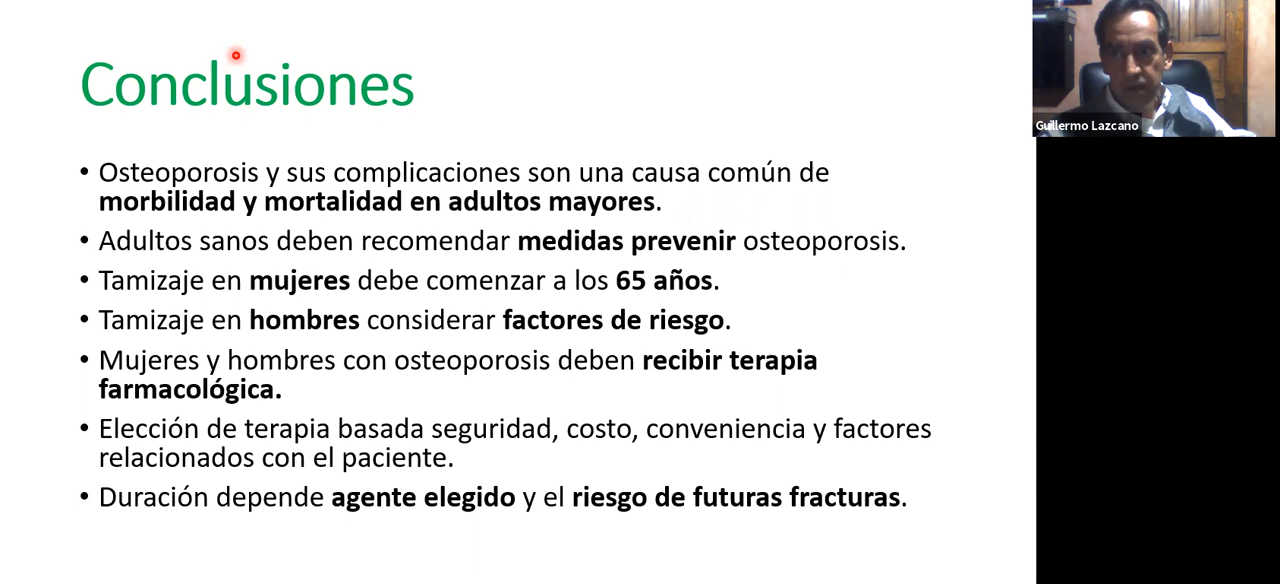 Conclusiones
• Osteoporosis y sus complicaciones son una causa común de
morbilidad y mortalidad en adultos mayores.
• Adultos sanos deben recomendar medidas prevenir osteoporosis.
• Tamizaje en mujeres debe comenzar a los 65 años.
• Tamizaje en hombres considerar factores de riesgo.
• Mujeres y hombres con osteoporosis deben recibir terapia
farmacológica.
• Elección de terapia basada seguridad, costo, conveniencia y factores
relacionados con el paciente.
• Duración depende agente elegido y el riesgo de futuras fracturas.
Guillermo Lazcano